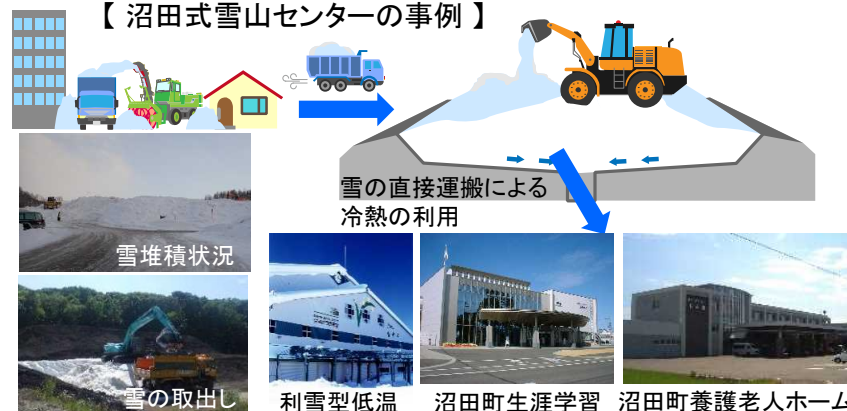 【 沼田式雪山センターの事例 】
雪の直接運搬による
冷熱の利用
雪堆積状況
雪の取出し
利雪型低温
沼田町生涯学習
沼田町養護老人ホーム